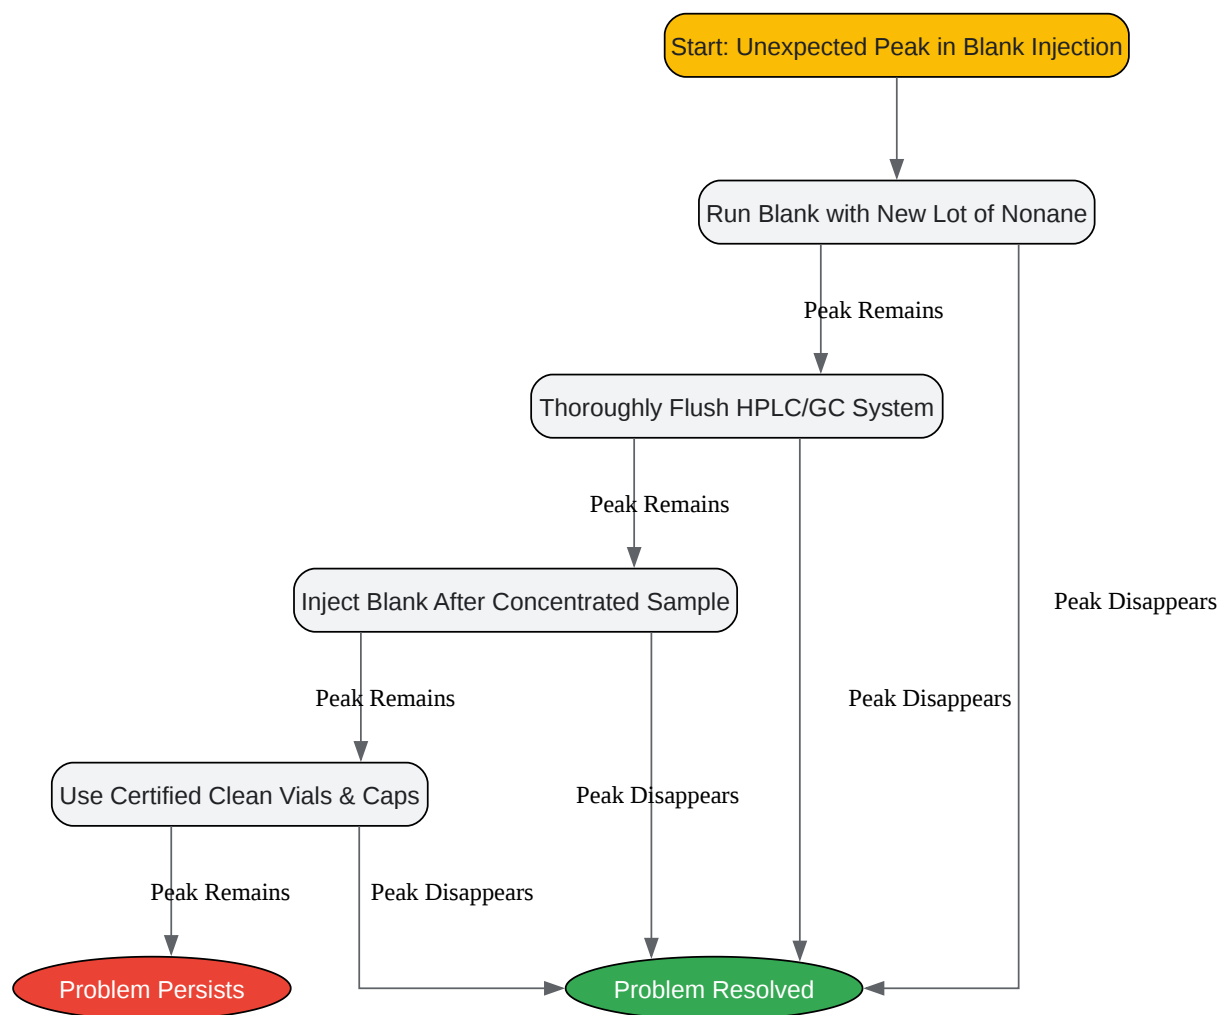 Start: Unexpected Peak in Blank Injection
Run Blank with New Lot of Nonane
Peak Remains
Thoroughly Flush HPLC/GC System
Peak Remains
Inject Blank After Concentrated Sample
Peak Disappears
Peak Remains
Peak Disappears
Use Certified Clean Vials & Caps
Peak Disappears
Peak Remains
Peak Disappears
Problem Persists
Problem Resolved